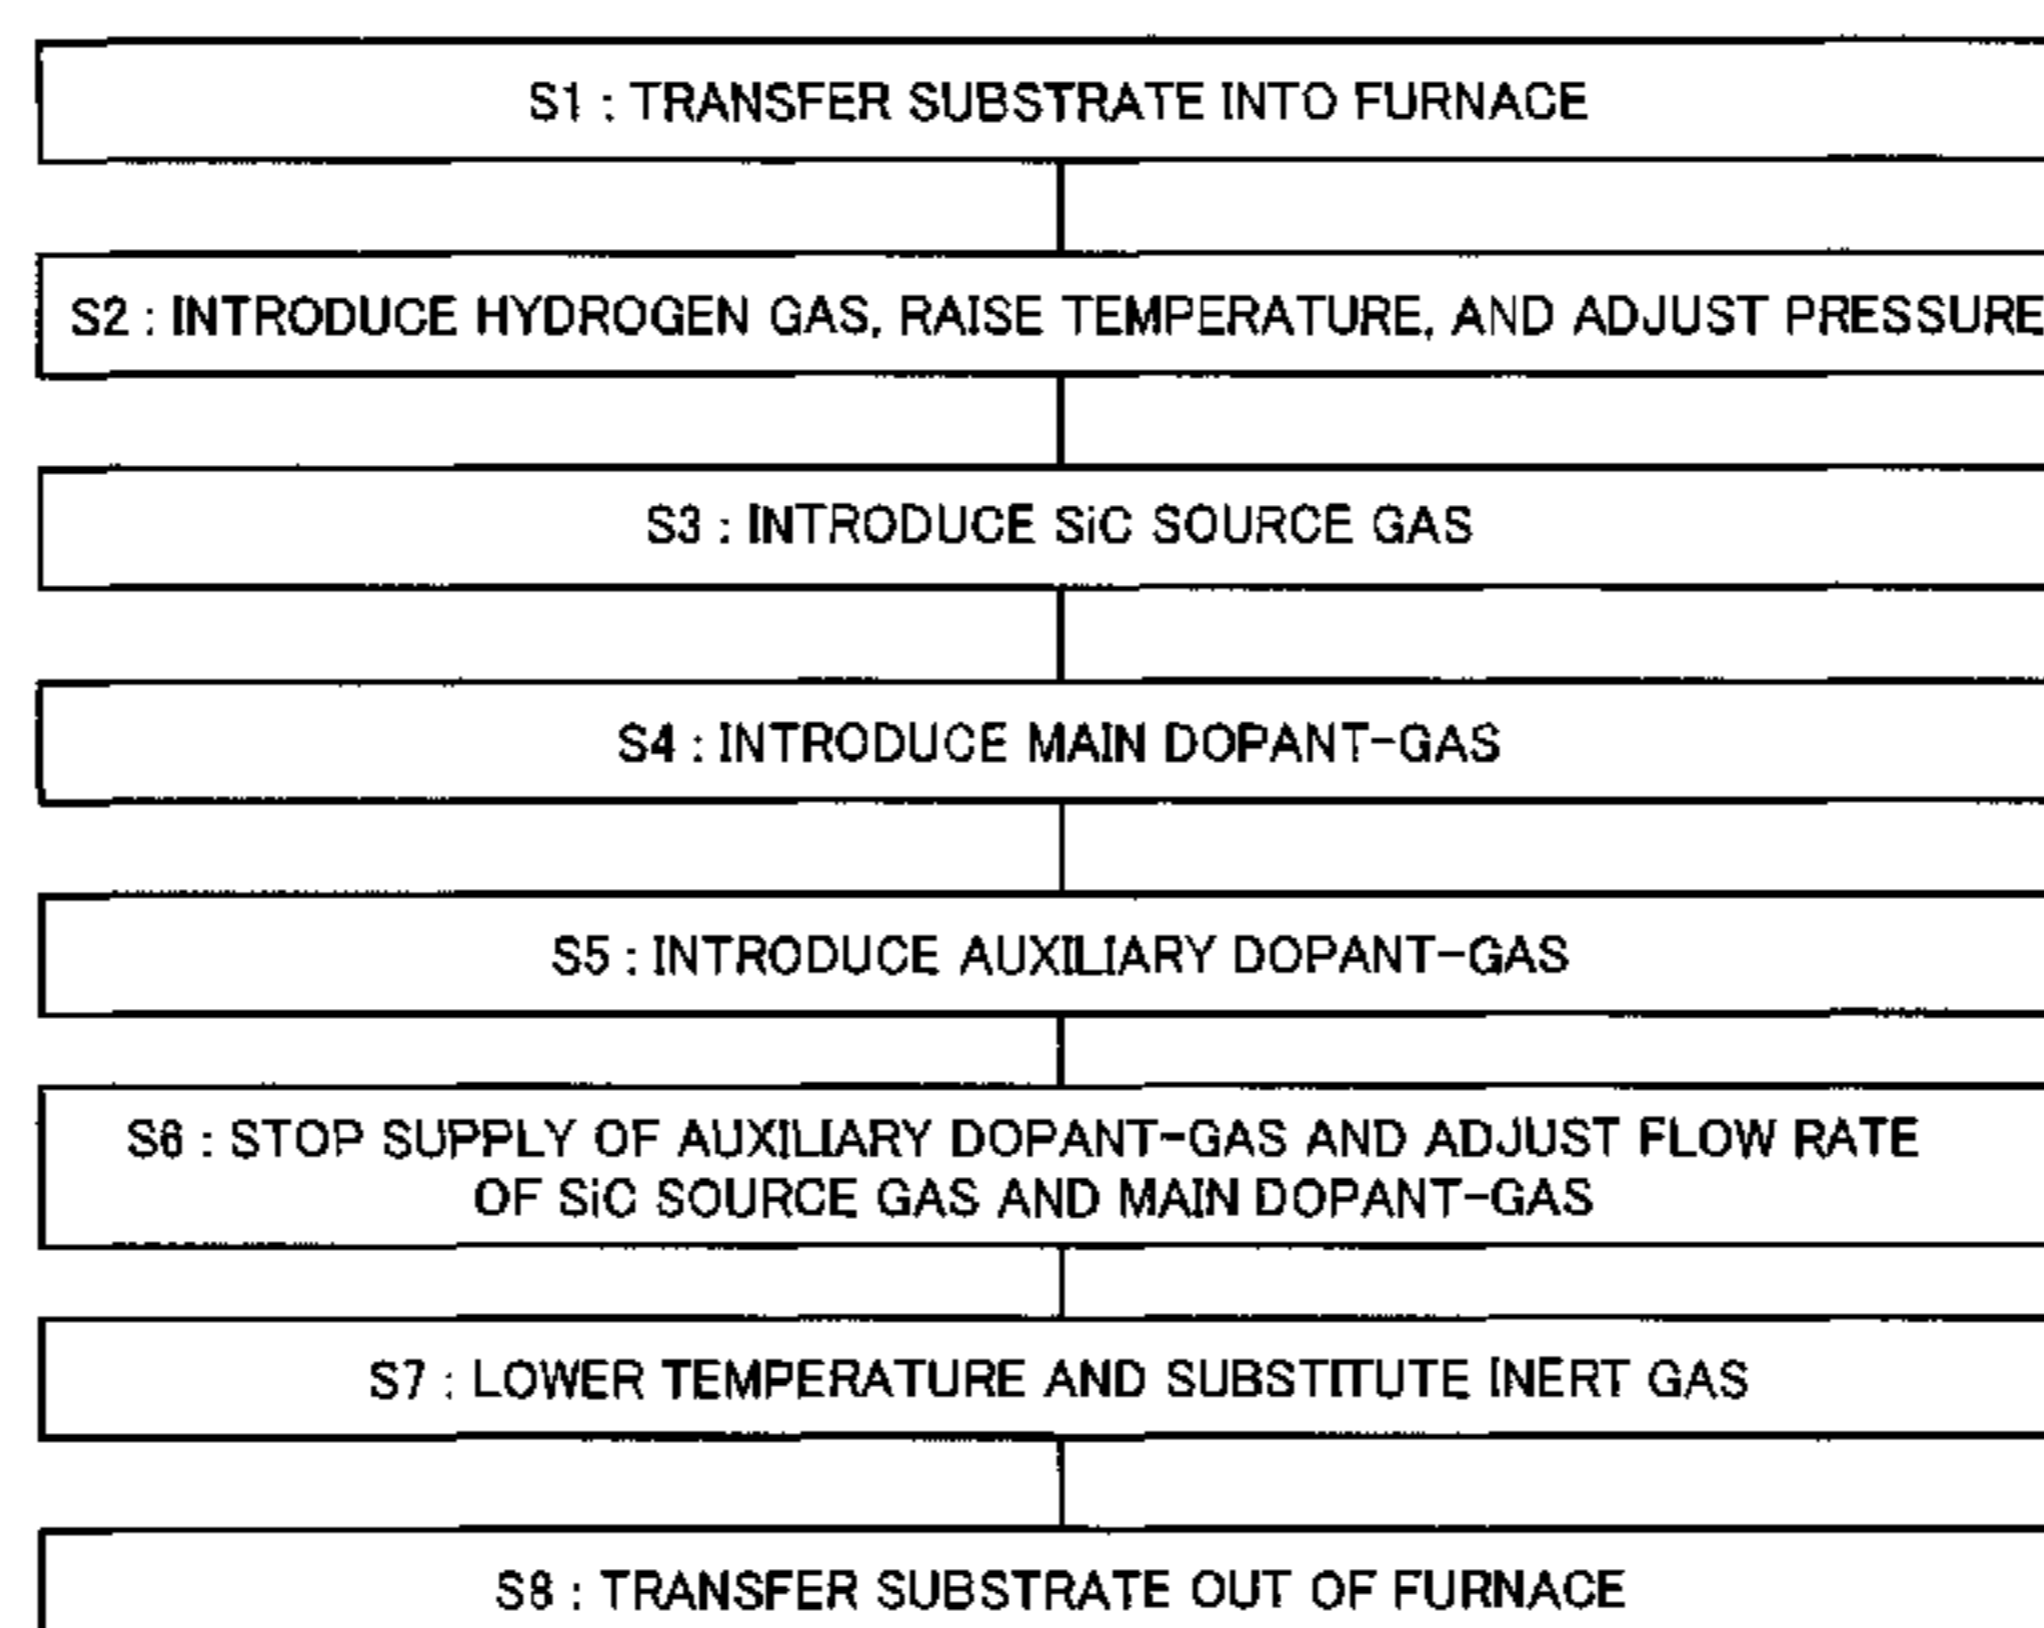 S1 : TRANSFER SUBSTRATE INTO FURNACE
S2 : INTRODUCE HYDROGEN GAS, RAISE TEMPERATURE, AND ADJUST PRESSURE
S3 : INTRODUCE SiC SOURCE GAS
S4 : INTRODUCE MAIN DOPANT-GAS
S5 : INTRODUCE AUXILIARY DOPANT-GAS
S6 : STOP SUPPLY OF AUXILIARY DOPANT-GAS AND ADJUST FLOW RATE
OF SiC SOURCE GAS AND MAIN DOPANT-GAS
S7 : LOWER TEMPERATURE AND SUBSTITUTE INERT GAS
S8 : TRANSFER SUBSTRATE OUT OF FURNACE